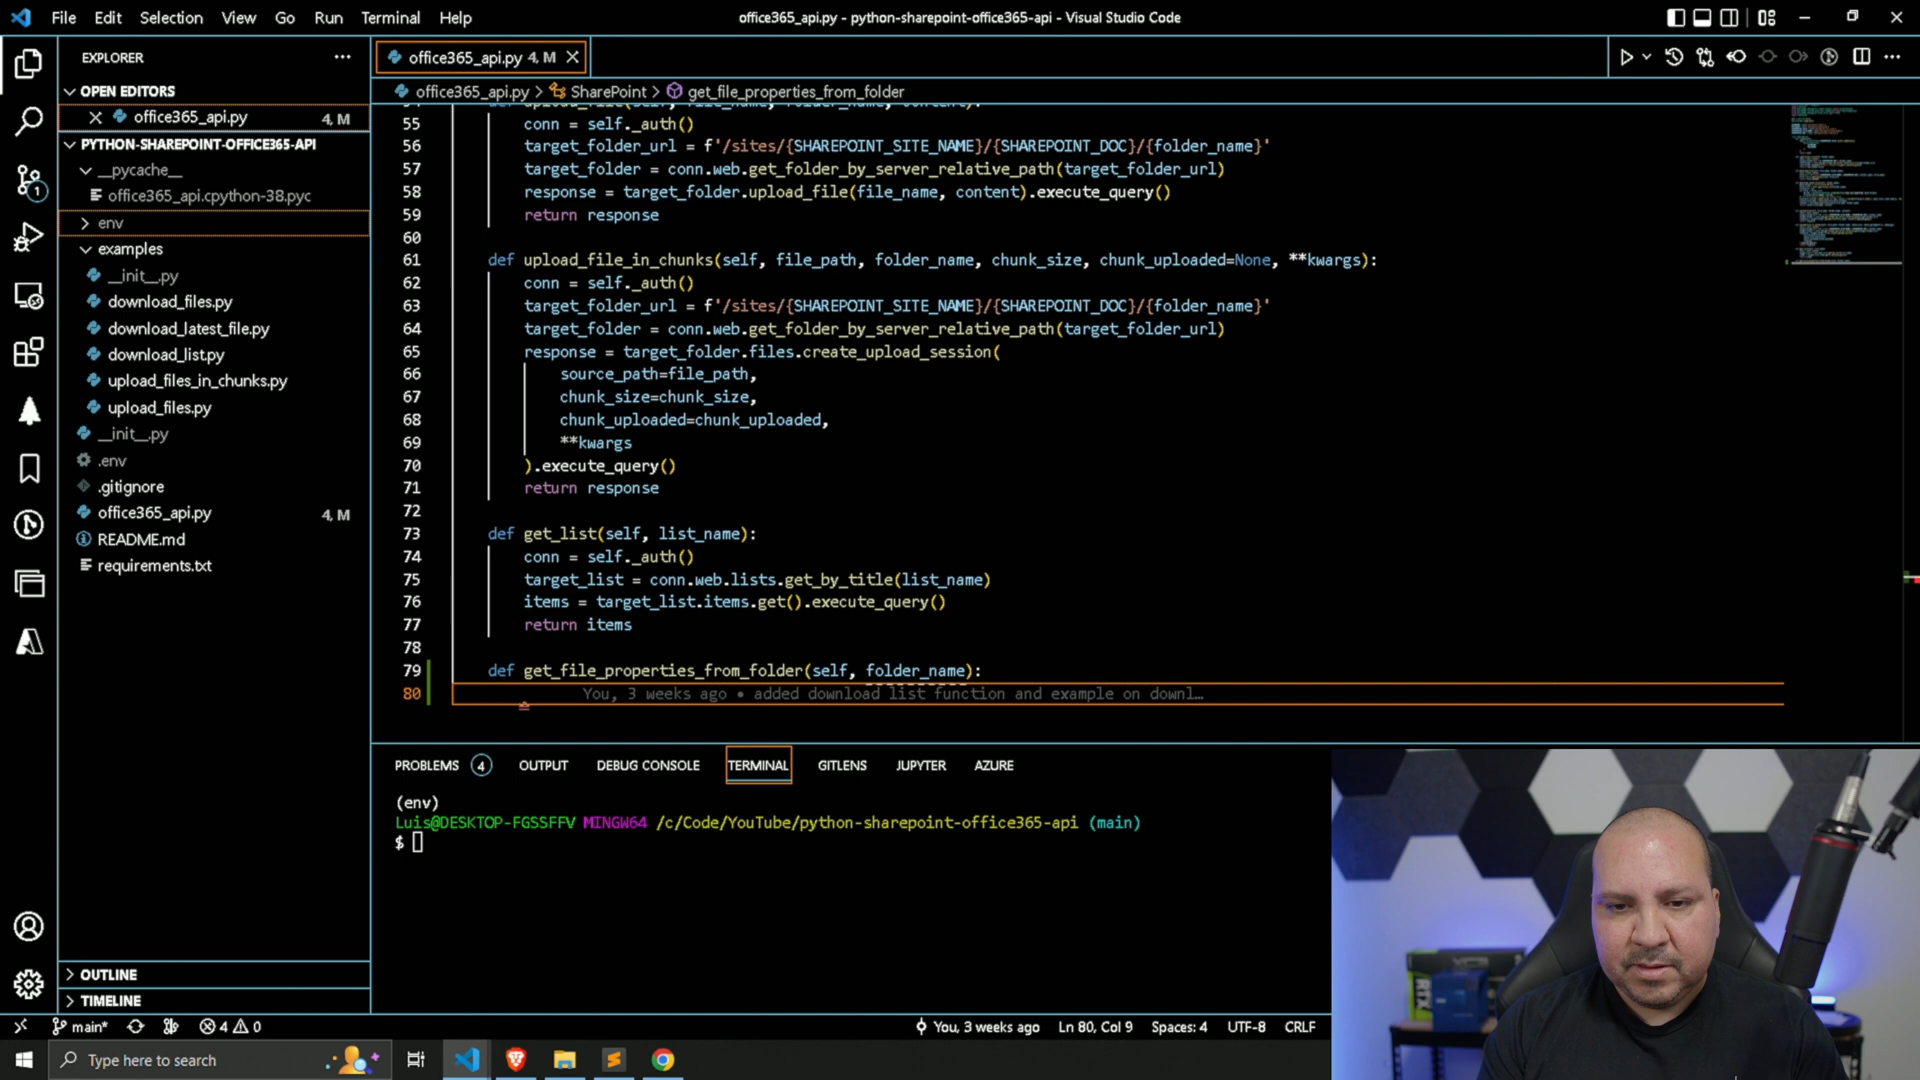 File Edit Selection View Go Run Terminal Help
office365_api.py - python-sharepoint-office365-api - Visual Studio Code
EXPLORER
OPEN EDITORS
office365_api.py 4, M
PYTHON-SHAREPOINT-OFFICE365-API
__pycache__
office365_api.cpython-38.pyc
env
examples
__init__.py
download_files.py
download_latest_file.py
download_list.py
upload_files_in_chunks.py
upload_files.py
__init__.py
.env
.gitignore
office365_api.py 4, M
README.md
requirements.txt
OUTLINE
TIMELINE
1
office365_api.py 4, M
office365_api.py > SharePoint > get_file_properties_from_folder
54 def upload_file(self, file_name, folder_name, content):
55 conn = self._auth()
56 target_folder_url = f'/sites/{SHAREPOINT_SITE_NAME}/{SHAREPOINT_DOC}/{folder_name}'
57 target_folder = conn.web.get_folder_by_server_relative_path(target_folder_url)
58 response = target_folder.upload_file(file_name, content).execute_query()
59 return response
60
61 def upload_file_in_chunks(self, file_path, folder_name, chunk_size, chunk_uploaded=None, **kwargs):
62 conn = self._auth()
63 target_folder_url = f'/sites/{SHAREPOINT_SITE_NAME}/{SHAREPOINT_DOC}/{folder_name}'
64 target_folder = conn.web.get_folder_by_server_relative_path(target_folder_url)
65 response = target_folder.files.create_upload_session(
66 source_path=file_path,
67 chunk_size=chunk_size,
68 chunk_uploaded=chunk_uploaded,
69 **kwargs
70 ).execute_query()
71 return response
72
73 def get_list(self, list_name):
74 conn = self._auth()
75 target_list = conn.web.lists.get_by_title(list_name)
76 items = target_list.items.get().execute_query()
77 return items
78
79 def get_file_properties_from_folder(self, folder_name):
80 You, 3 weeks ago • added download list function and example on downl…
PROBLEMS 4 OUTPUT DEBUG CONSOLE TERMINAL GITLENS JUPYTER AZURE
(env)
Luis@DESKTOP-FGSSFFV MINGW64 /c/Code/YouTube/python-sharepoint-office365-api (main)
$
main* 4 0 You, 3 weeks ago Ln 80, Col 9 Spaces: 4 UTF-8 CRLF
Type here to search